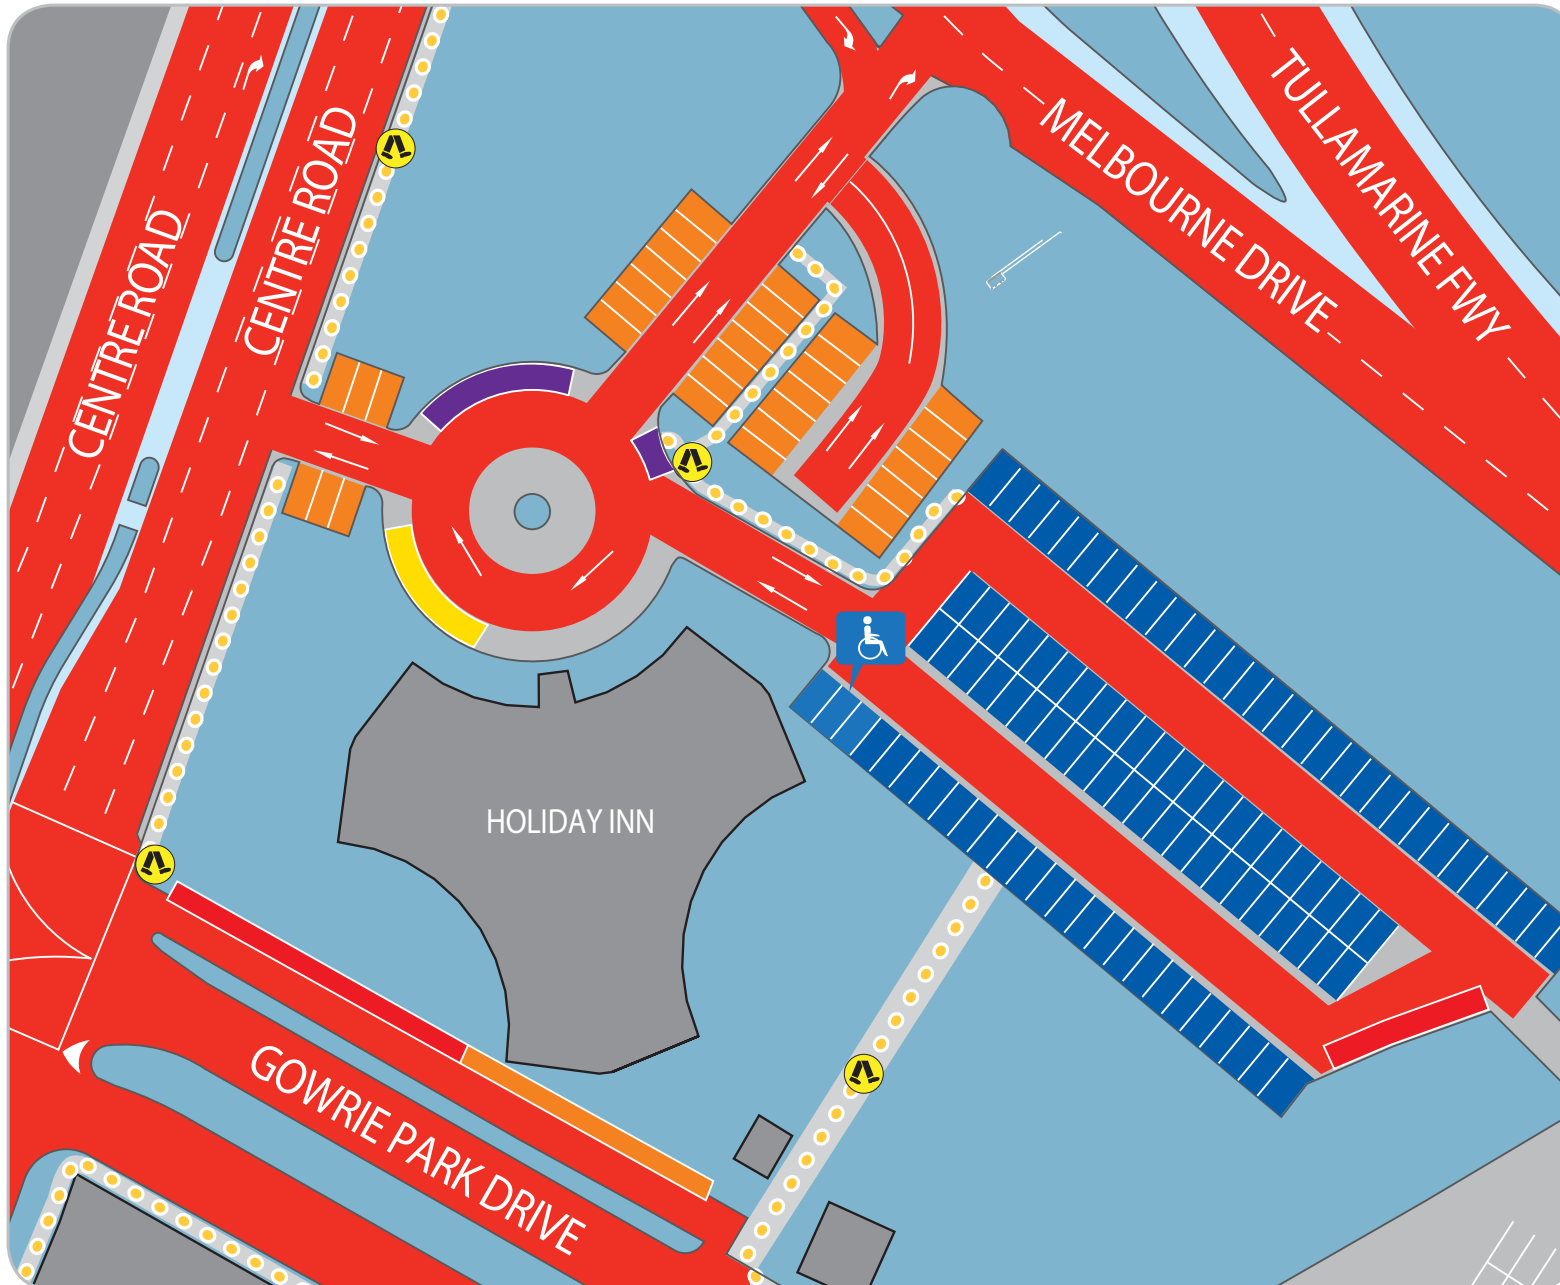 CENTRE ROAD
CENTRE ROAD
MELBOURNE DRIVE
TULLAMARINE FWY
HOLIDAY INN
GOWRIE PARK DRIVE